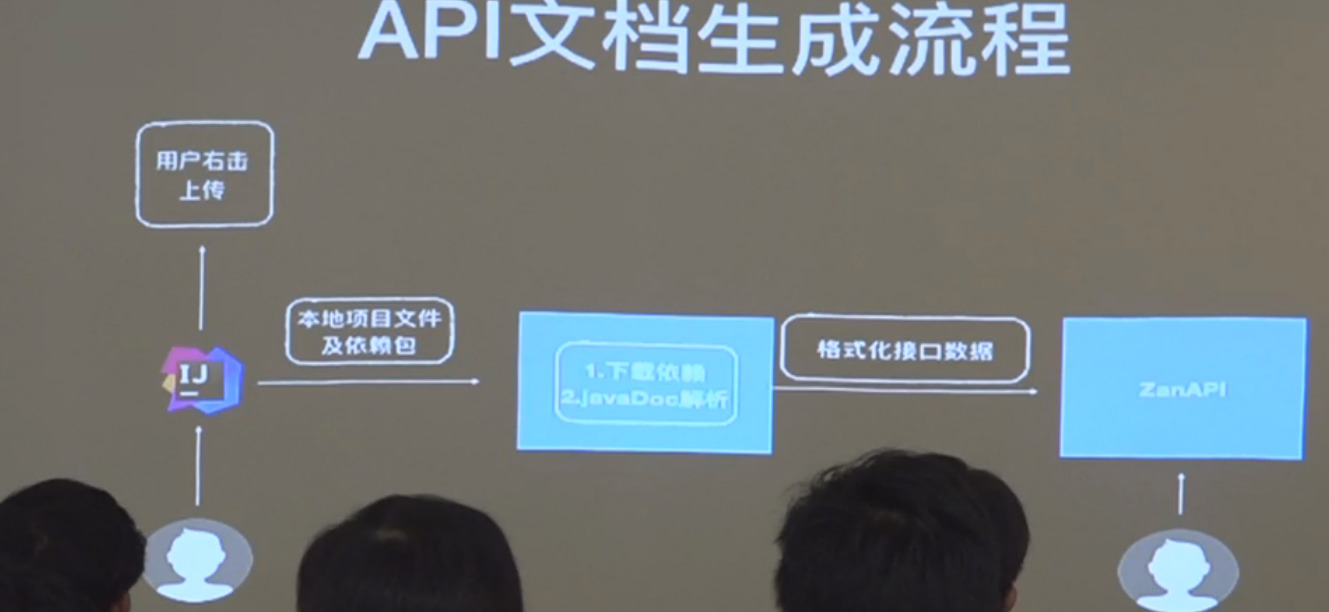 API文档生成流程
用户右击
上传
本地项目文件
及依赖包
IJ
1.下载依赖
2.javaDoc解析
格式化接口数据
ZanAPI